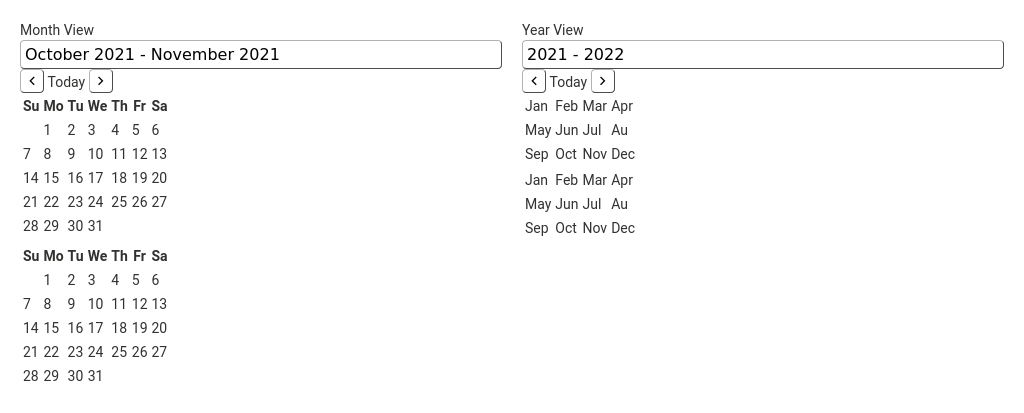 Month View
October 2021 - November 2021
Today
Su Mo Tu We Th Fr Sa
1 2 3 4 5 6
7 8 9 10 11 12 13
14 15 16 17 18 19 20
21 22 23 24 25 26 27
28 29 30 31
Su Mo Tu We Th Fr Sa
1 2 3 4 5 6
7 8 9 10 11 12 13
14 15 16 17 18 19 20
21 22 23 24 25 26 27
28 29 30 31
Year View
2021 - 2022
Today
Jan Feb Mar Apr
May Jun Jul Au
Sep Oct Nov Dec
Jan Feb Mar Apr
May Jun Jul Au
Sep Oct Nov Dec